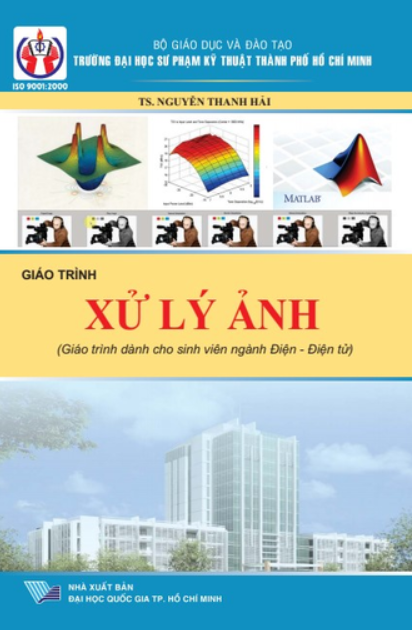 BỘ GIÁO DỤC VÀ ĐÀO TẠO
TRƯỜNG ĐẠI HỌC SƯ PHẠM KỸ THUẬT THÀNH PHỐ HỒ CHÍ MINH
ISO 9001:2000
TS. NGUYỄN THANH HẢI
MATLAB
GIÁO TRÌNH
XỬ LÝ ẢNH
(Giáo trình dành cho sinh viên ngành Điện - Điện tử)
NHÀ XUẤT BẢN
ĐẠI HỌC QUỐC GIA TP. HỒ CHÍ MINH